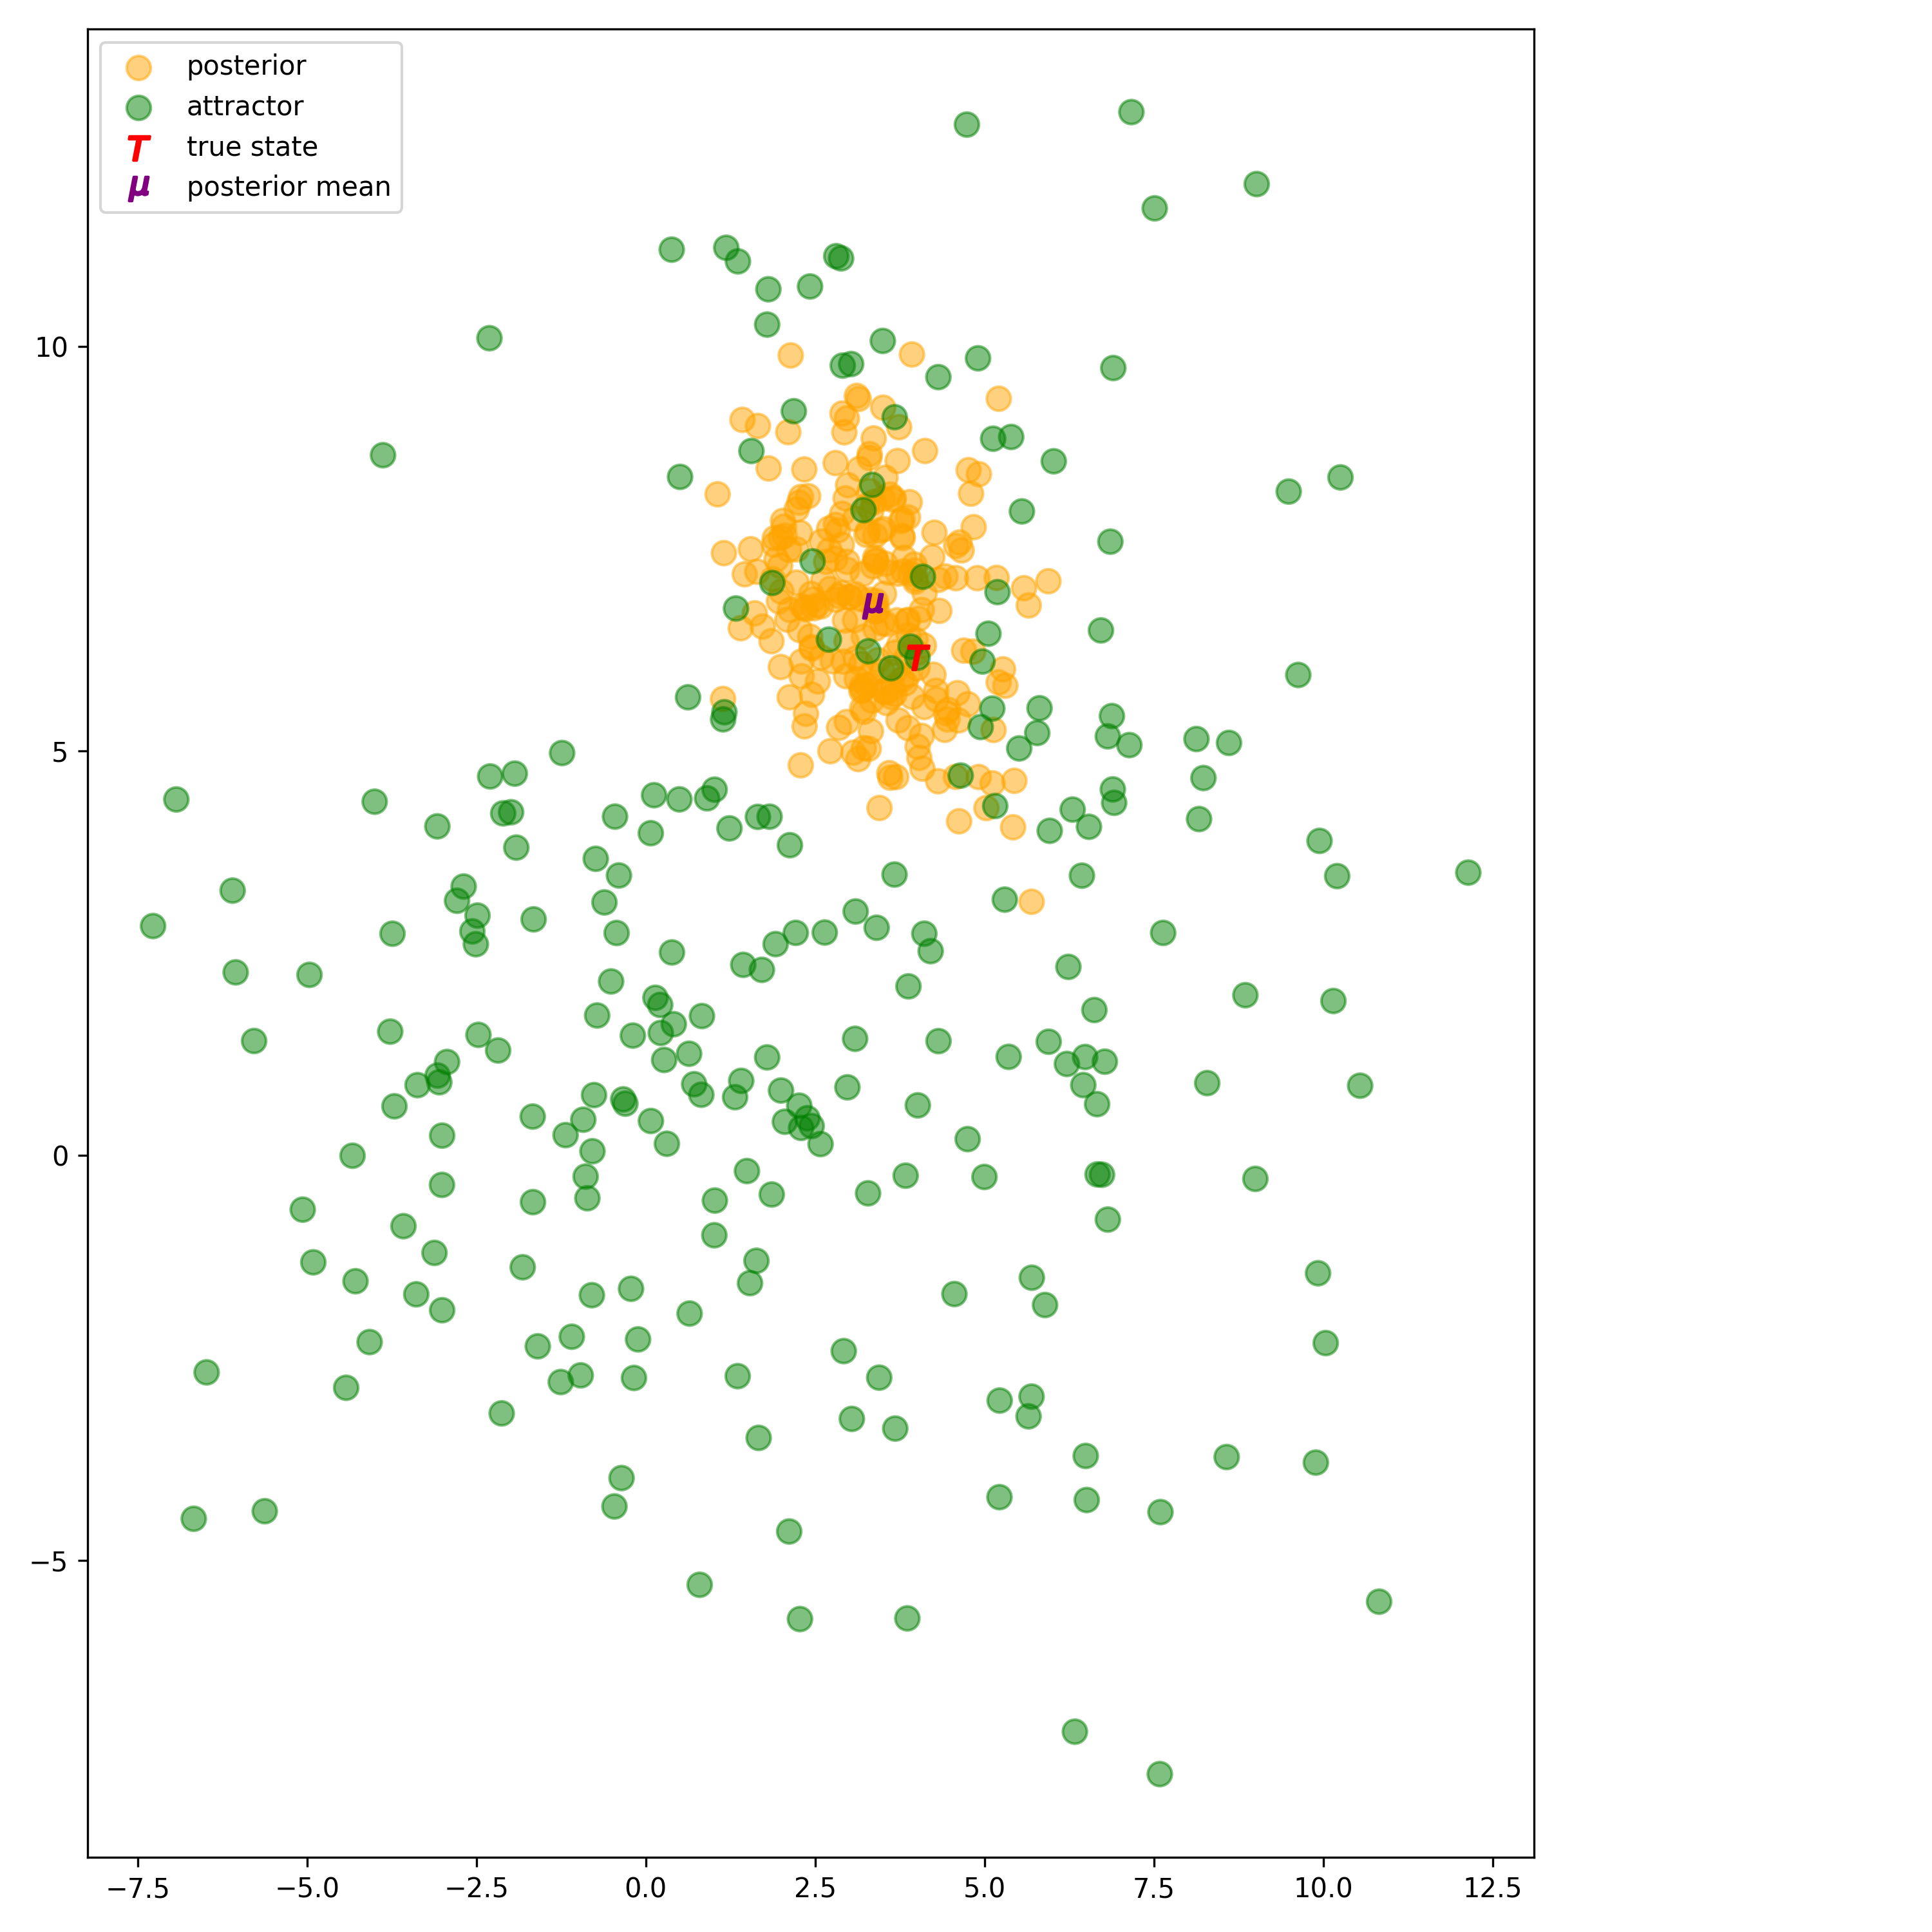 posterior
attractor
T true state
μ posterior mean
10
5
0
−5
−7.5 −5.0 −2.5 0.0 2.5 5.0 7.5 10.0 12.5
μ
T